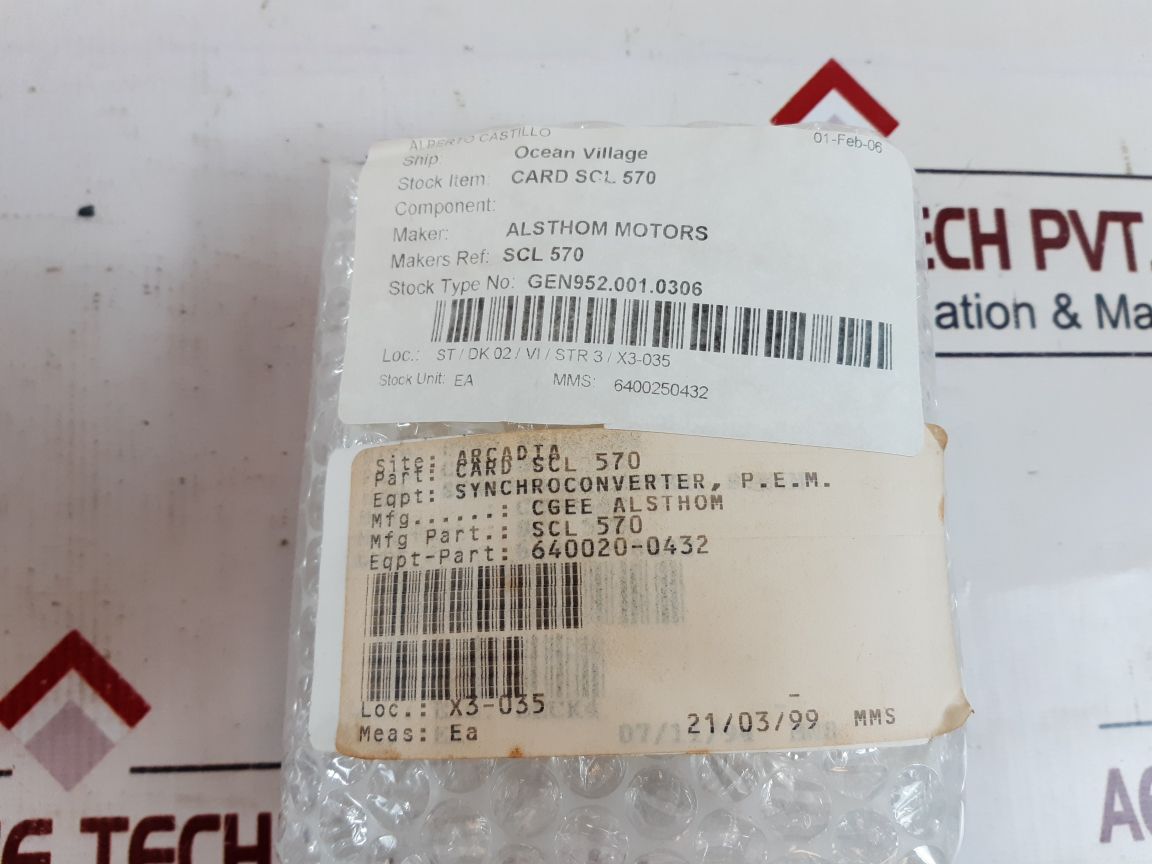 ALBERTO CASTILLO
01-Feb-06
Ship: Ocean Village
Stock Item: CARD SCL 570
Component:
Maker: ALSTHOM MOTORS
Makers Ref: SCL 570
Stock Type No: GEN952.001.0306
Loc.: ST / DK 02 / VI / STR 3 / X3-035
Stock Unit: EA MMS: 6400250432
Site: ARCADIA
Part: CARD SCL 570
Eqpt: SYNCHROCONVERTER, P.E.M.
Mfg......: CGEE ALSTHOM
Mfg Part.: SCL 570
Eqpt-Part: 640020-0432
Loc.: X3-035
Meas: Ea 21/03/99 MMS
ECH PVT.
ation & Ma
TECH
A